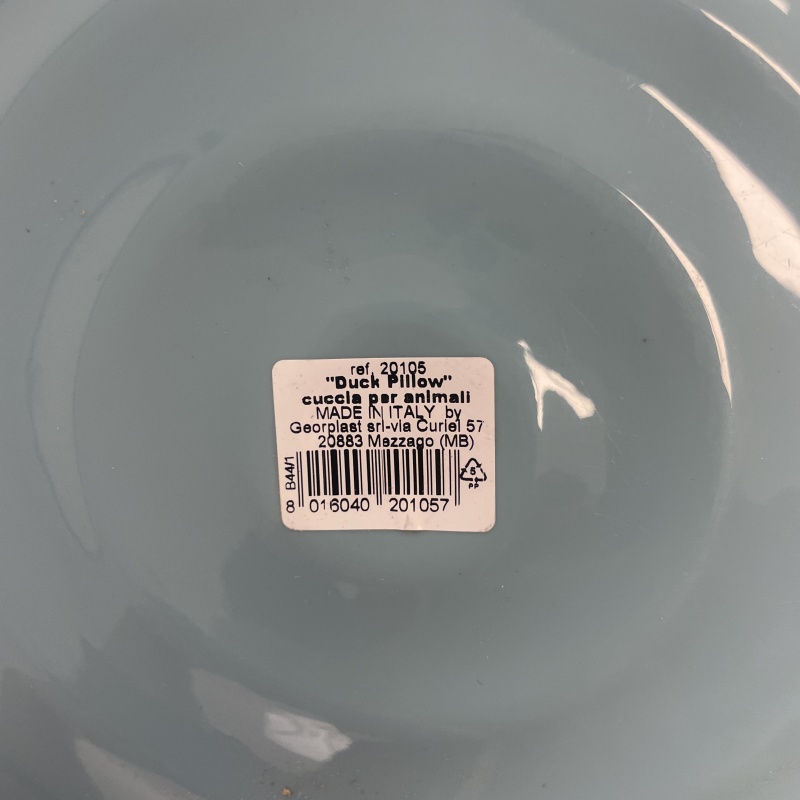 ref. 20105
"Duck Pillow"
cuccia per animali
MADE IN ITALY by
Georplast srl-via Curiel 57
20883 Mezzago (MB)
B44/1
5
PP
8 016040 201057